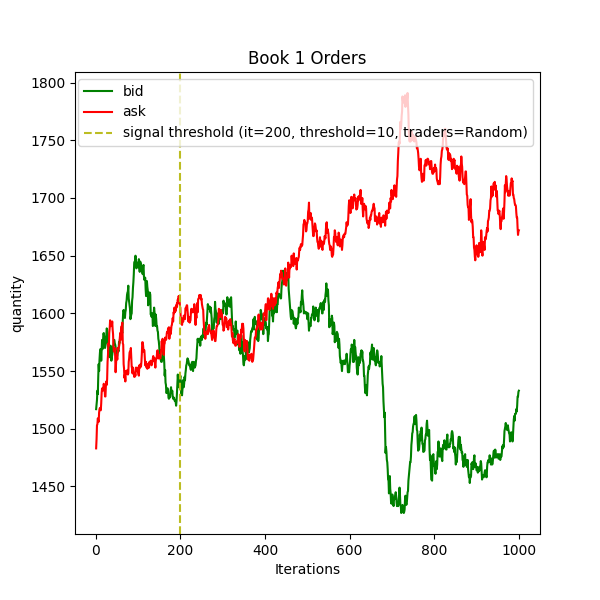 Book 1 Orders
bid
ask
signal threshold (it=200, threshold=10, traders=Random)
quantity
1800
1750
1700
1650
1600
1550
1500
1450
0 200 400 600 800 1000
Iterations